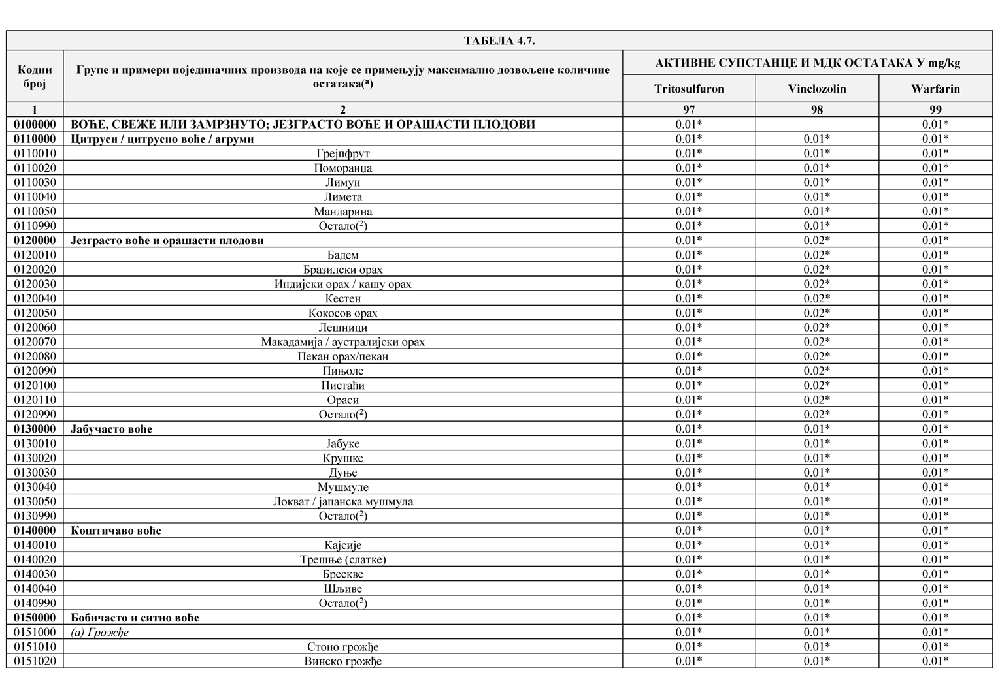 ТАБЕЛА 4.7.
Кодни број Групе и примери појединачних производа на које се примењују максимално дозвољене количине остатака(ᵃ) АКТИВНЕ СУПСТАНЦЕ И МДК ОСТАТАКА У mg/kg
Tritosulfuron Vinclozolin Warfarin
1 2 97 98 99
0100000 ВОЋЕ, СВЕЖЕ ИЛИ ЗАМРЗНУТО; ЈЕЗГРАСТО ВОЋЕ И ОРАШАСТИ ПЛОДОВИ 0.01* 0.01*
0110000 Цитруси / цитрусно воће / агруми 0.01* 0.01* 0.01*
0110010 Грејпфрут 0.01* 0.01* 0.01*
0110020 Поморанџа 0.01* 0.01* 0.01*
0110030 Лимун 0.01* 0.01* 0.01*
0110040 Лимета 0.01* 0.01* 0.01*
0110050 Мандарина 0.01* 0.01* 0.01*
0110990 Остало(²) 0.01* 0.01* 0.01*
0120000 Језграсто воће и орашасти плодови 0.01* 0.02* 0.01*
0120010 Бадем 0.01* 0.02* 0.01*
0120020 Бразилски орах 0.01* 0.02* 0.01*
0120030 Индијски орах / кашу орах 0.01* 0.02* 0.01*
0120040 Кестен 0.01* 0.02* 0.01*
0120050 Кокосов орах 0.01* 0.02* 0.01*
0120060 Лешници 0.01* 0.02* 0.01*
0120070 Макадамија / аустралијски орах 0.01* 0.02* 0.01*
0120080 Пекан орах/пекан 0.01* 0.02* 0.01*
0120090 Пињоле 0.01* 0.02* 0.01*
0120100 Пистаћи 0.01* 0.02* 0.01*
0120110 Ораси 0.01* 0.02* 0.01*
0120990 Остало(²) 0.01* 0.02* 0.01*
0130000 Јабучасто воће 0.01* 0.01* 0.01*
0130010 Јабуке 0.01* 0.01* 0.01*
0130020 Крушке 0.01* 0.01* 0.01*
0130030 Дуње 0.01* 0.01* 0.01*
0130040 Мушмуле 0.01* 0.01* 0.01*
0130050 Локват / јапанска мушмула 0.01* 0.01* 0.01*
0130990 Остало(²) 0.01* 0.01* 0.01*
0140000 Коштичаво воће 0.01* 0.01* 0.01*
0140010 Кајсије 0.01* 0.01* 0.01*
0140020 Трешње (слатке) 0.01* 0.01* 0.01*
0140030 Брескве 0.01* 0.01* 0.01*
0140040 Шљиве 0.01* 0.01* 0.01*
0140990 Остало(²) 0.01* 0.01* 0.01*
0150000 Бобичасто и ситно воће 0.01* 0.01* 0.01*
0151000 (а) Грожђе 0.01* 0.01* 0.01*
0151010 Стоно грожђе 0.01* 0.01* 0.01*
0151020 Винско грожђе 0.01* 0.01* 0.01*